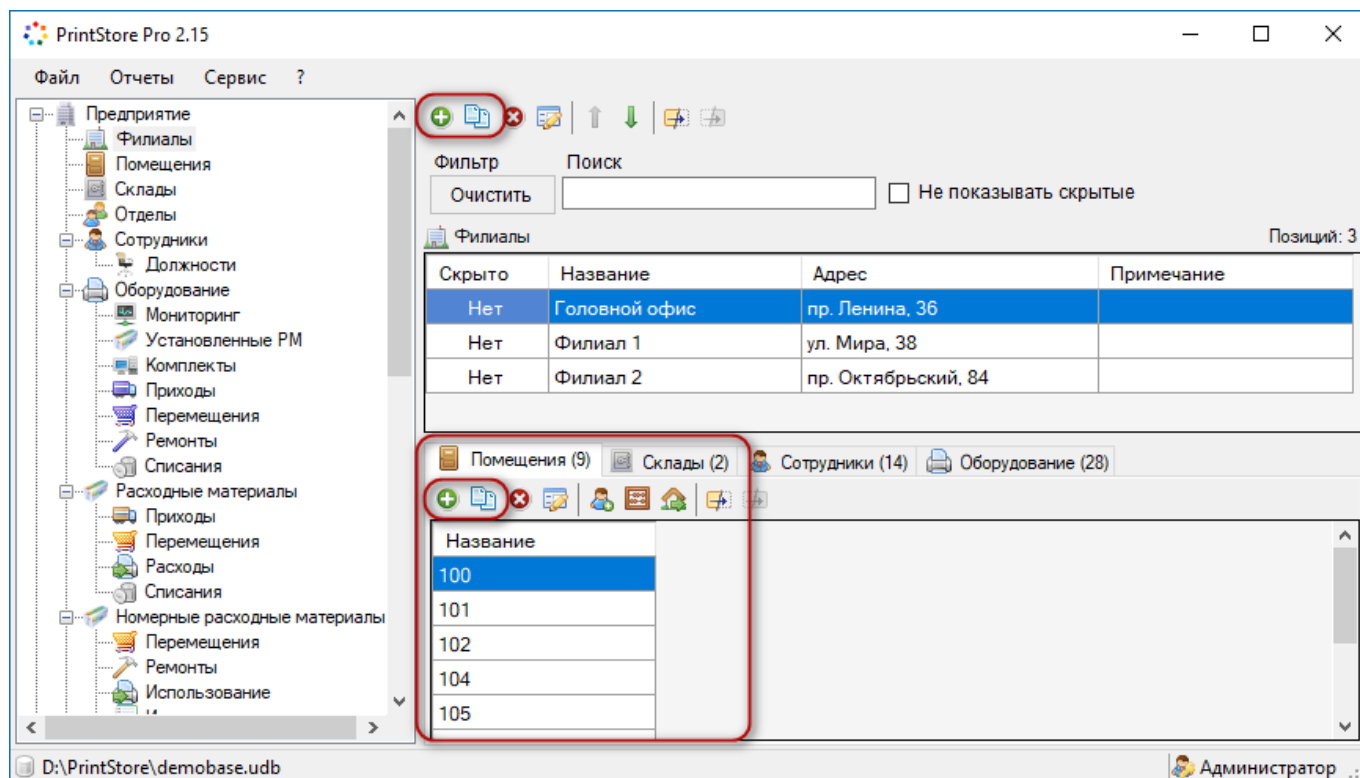 PrintStore Pro 2.15
Файл Отчеты Сервис ?
Предприятие
Филиалы
Помещения
Склады
Отделы
Сотрудники
Должности
Оборудование
Мониторинг
Установленные РМ
Комплекты
Приходы
Перемещения
Ремонты
Списания
Расходные материалы
Приходы
Перемещения
Расходы
Списания
Номерные расходные материалы
Перемещения
Ремонты
Использование
Фильтр Поиск
Очистить Не показывать скрытые
Филиалы Позиций: 3
Скрыто Название Адрес Примечание
Нет Головной офис пр. Ленина, 36
Нет Филиал 1 ул. Мира, 38
Нет Филиал 2 пр. Октябрьский, 84
Помещения (9) Склады (2) Сотрудники (14) Оборудование (28)
Название
100
101
102
104
105
D:\PrintStore\demobase.udb Администратор